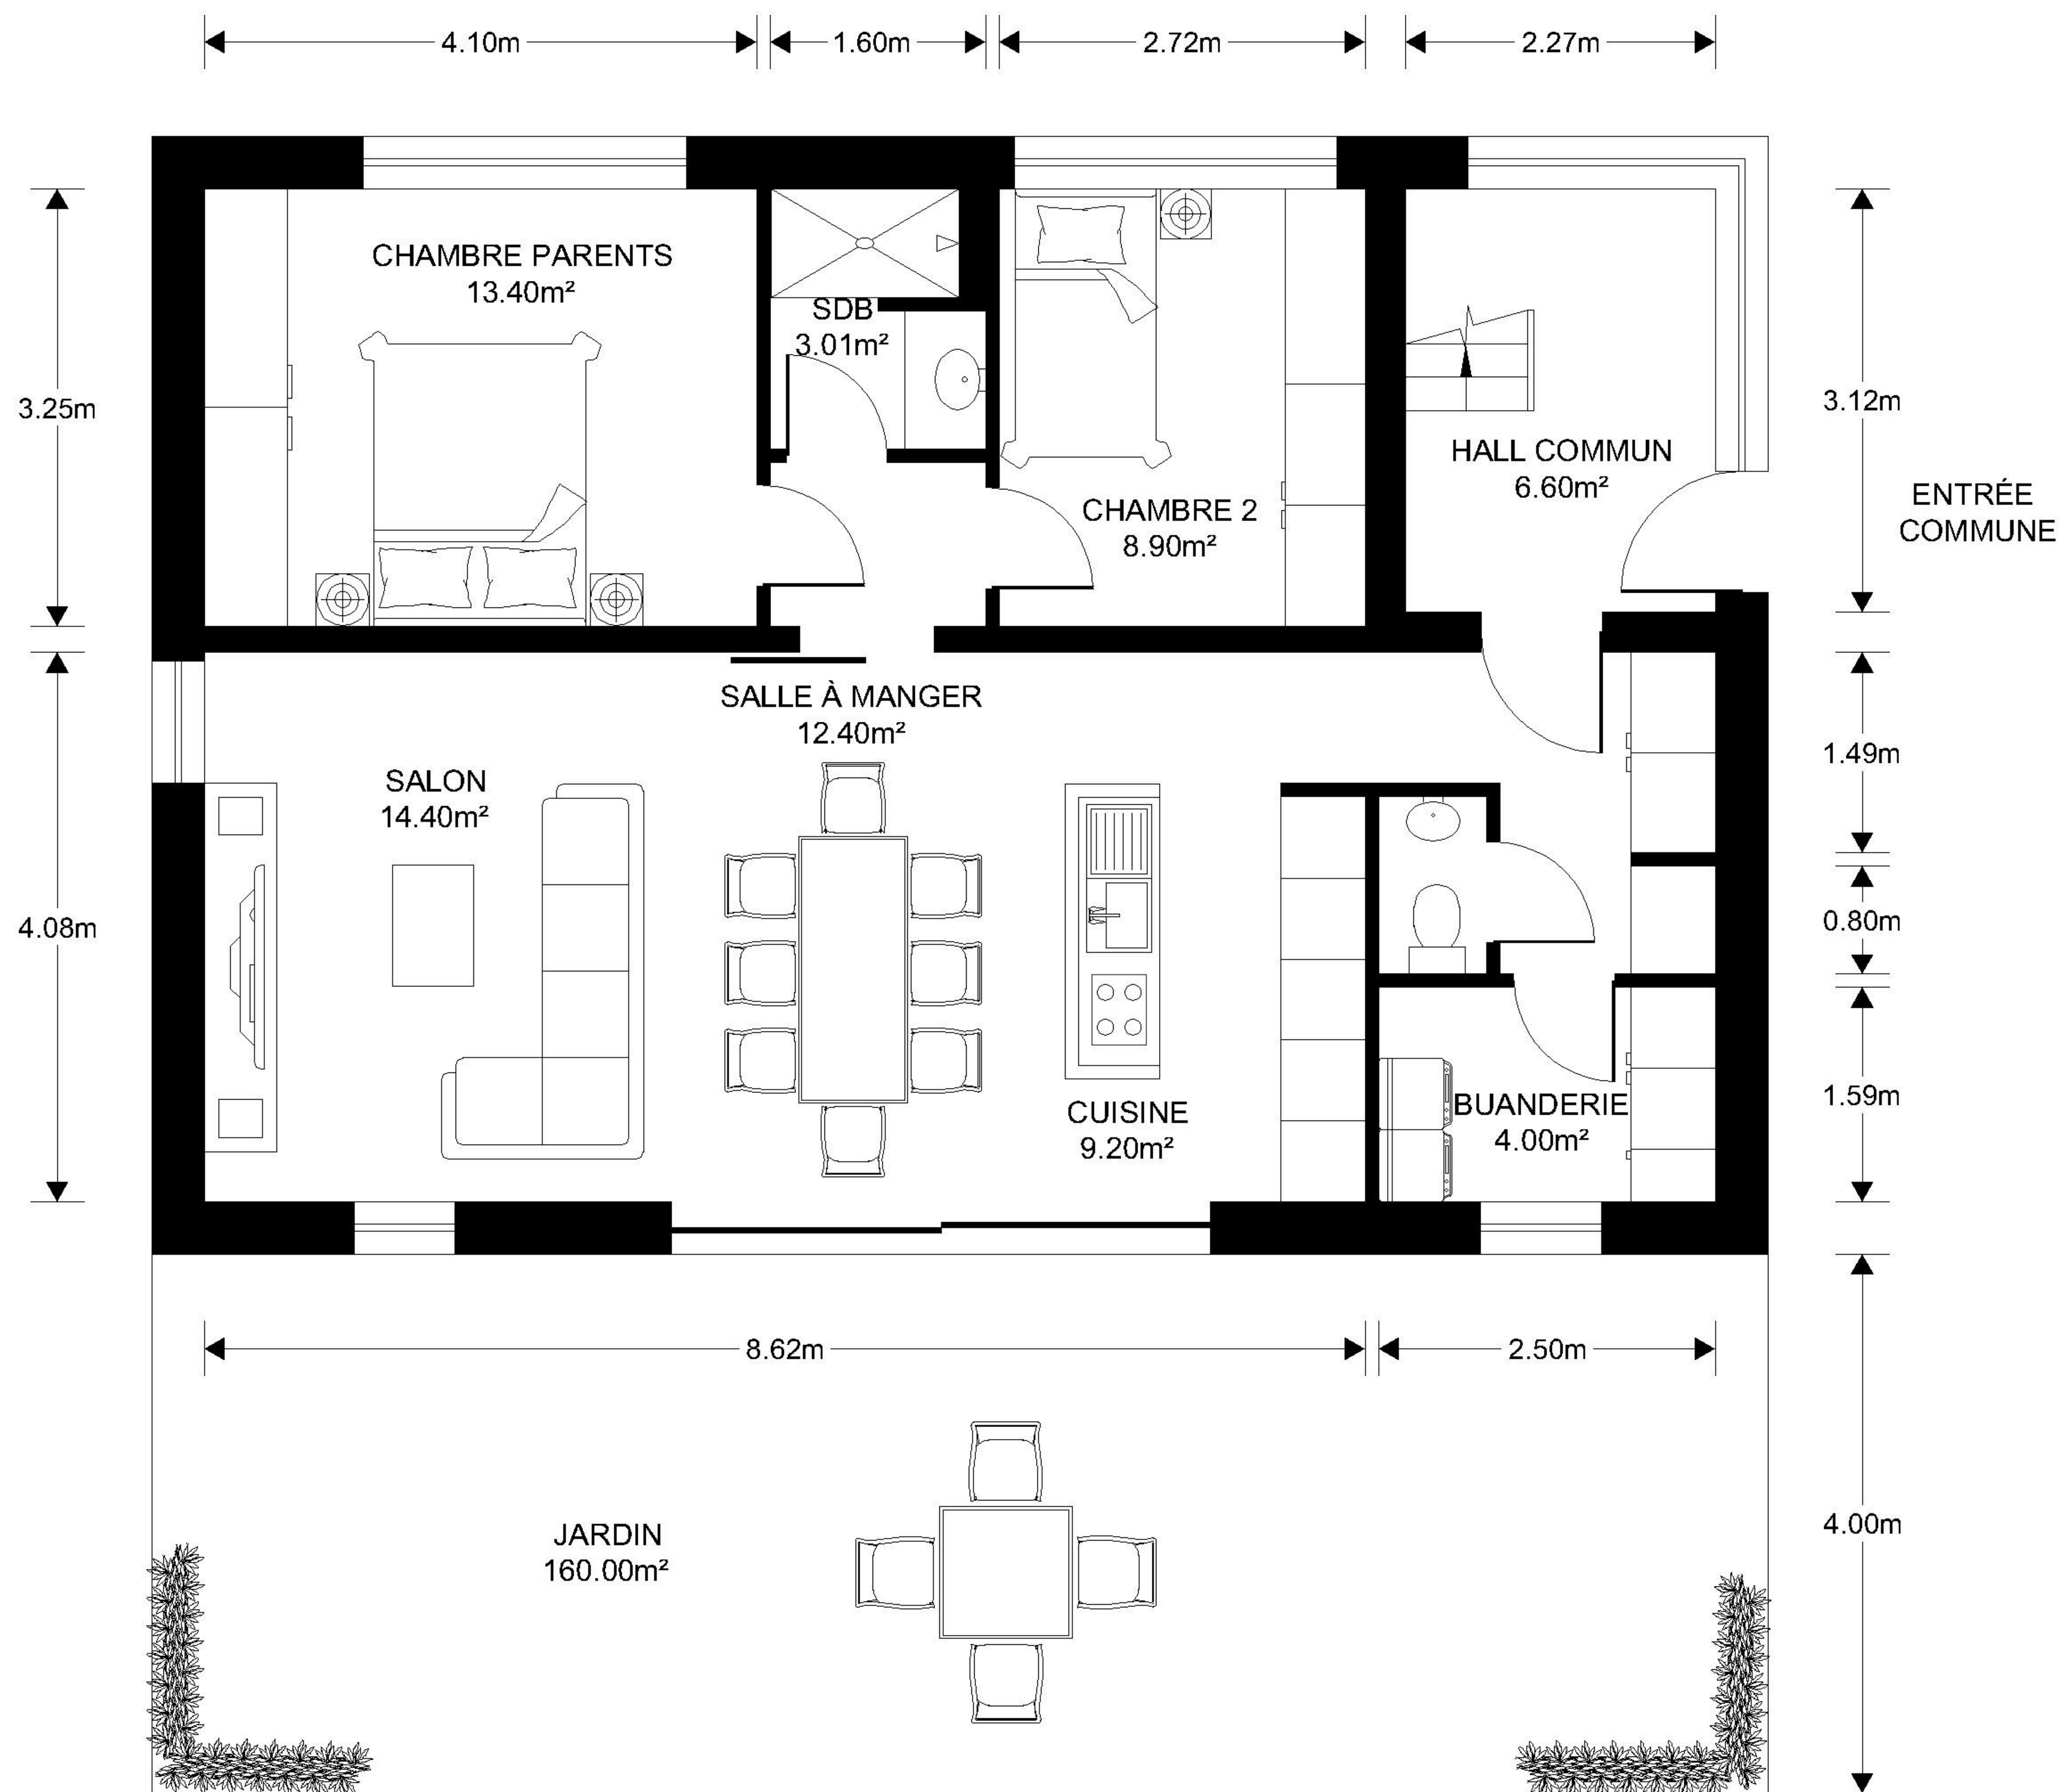 4.10m
1.60m
2.72m
2.27m
CHAMBRE PARENTS
13.40m²
SDB
3.01m²
3.25m
3.12m
HALL COMMUN
6.60m²
ENTRÉE
COMMUNE
CHAMBRE 2
8.90m²
SALLE À MANGER
12.40m²
1.49m
SALON
14.40m²
4.08m
0.80m
CUISINE
9.20m²
BUANDERIE
4.00m²
1.59m
8.62m
2.50m
JARDIN
160.00m²
4.00m